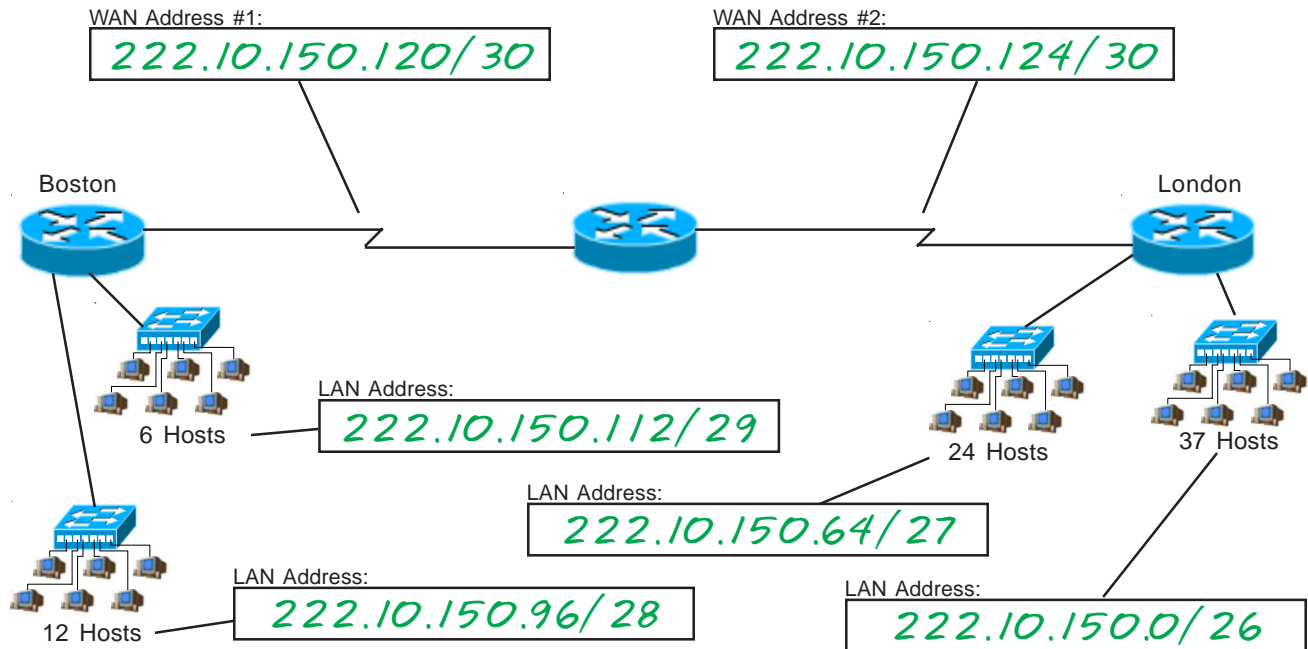 WAN Address #1:
222.10.150.120/30
WAN Address #2:
222.10.150.124/30
Boston
London
6 Hosts
LAN Address:
222.10.150.112/29
24 Hosts
37 Hosts
LAN Address:
222.10.150.64/27
12 Hosts
LAN Address:
222.10.150.96/28
LAN Address:
222.10.150.0/26